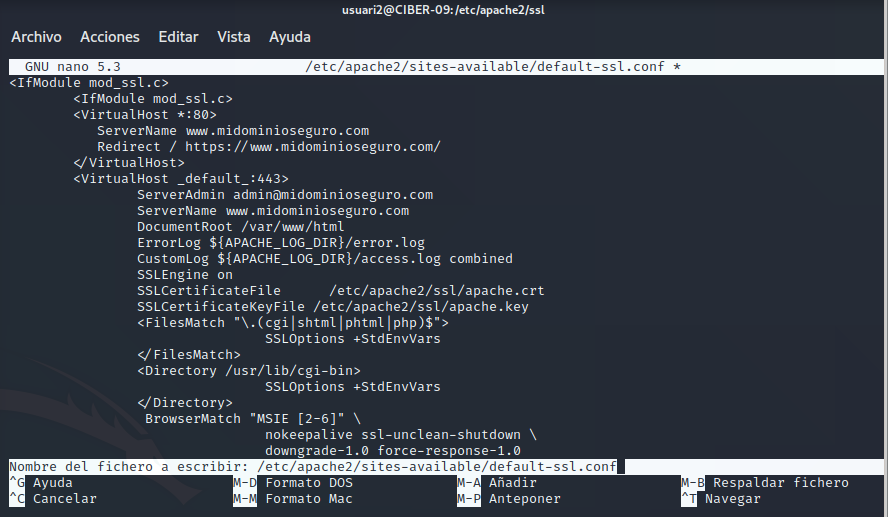 usuari2@CIBER-09:/etc/apache2/ssl
Archivo Acciones Editar Vista Ayuda
GNU nano 5.3 /etc/apache2/sites-available/default-ssl.conf *
<IfModule mod_ssl.c>
        <IfModule mod_ssl.c>
        <VirtualHost *:80>
           ServerName www.midominioseguro.com
           Redirect / https://www.midominioseguro.com/
        </VirtualHost>
        <VirtualHost _default_:443>
                ServerAdmin admin@midominioseguro.com
                ServerName www.midominioseguro.com
                DocumentRoot /var/www/html
                ErrorLog ${APACHE_LOG_DIR}/error.log
                CustomLog ${APACHE_LOG_DIR}/access.log combined
                SSLEngine on
                SSLCertificateFile      /etc/apache2/ssl/apache.crt
                SSLCertificateKeyFile /etc/apache2/ssl/apache.key
                <FilesMatch "\.(cgi|shtml|phtml|php)$">
                                SSLOptions +StdEnvVars
                </FilesMatch>
                <Directory /usr/lib/cgi-bin>
                                SSLOptions +StdEnvVars
                </Directory>
                 BrowserMatch "MSIE [2-6]" \
                                nokeepalive ssl-unclean-shutdown \
                                downgrade-1.0 force-response-1.0
Nombre del fichero a escribir: /etc/apache2/sites-available/default-ssl.conf
^G Ayuda M-D Formato DOS M-A Añadir M-B Respaldar fichero
^C Cancelar M-M Formato Mac M-P Anteponer ^T Navegar